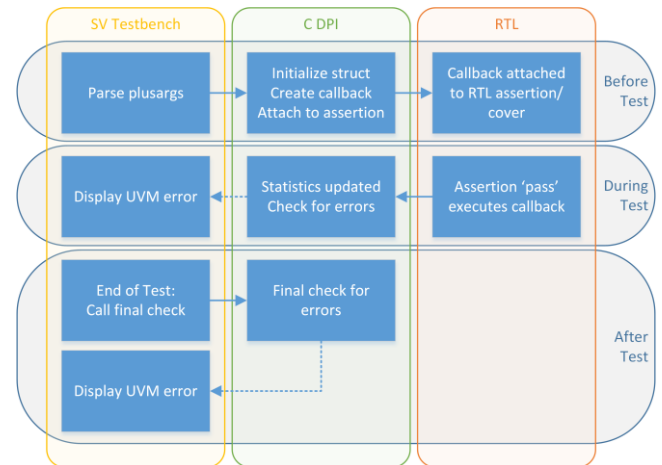 SV Testbench
C DPI
RTL
Parse plusargs
Initialize struct
Create callback
Attach to assertion
Callback attached
to RTL assertion/
cover
Before
Test
Display UVM error
Statistics updated
Check for errors
Assertion ‘pass’
executes callback
During
Test
End of Test:
Call final check
Final check for
errors
After
Test
Display UVM error